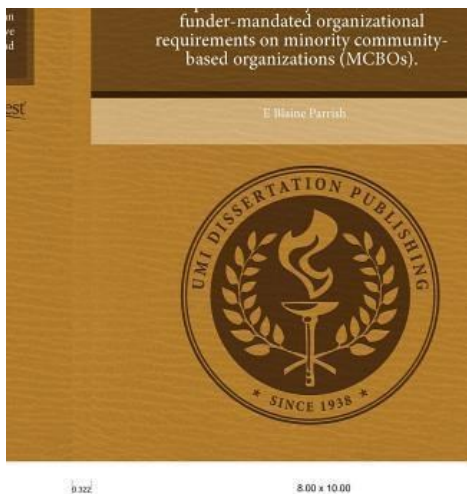 funder-mandated organizational
requirements on minority community-
based organizations (MCBOs).
T Blaine Parrish
UMI DISSERTATION PUBLISHING
★ SINCE 1938 ★
0.322
8.00 x 10.00